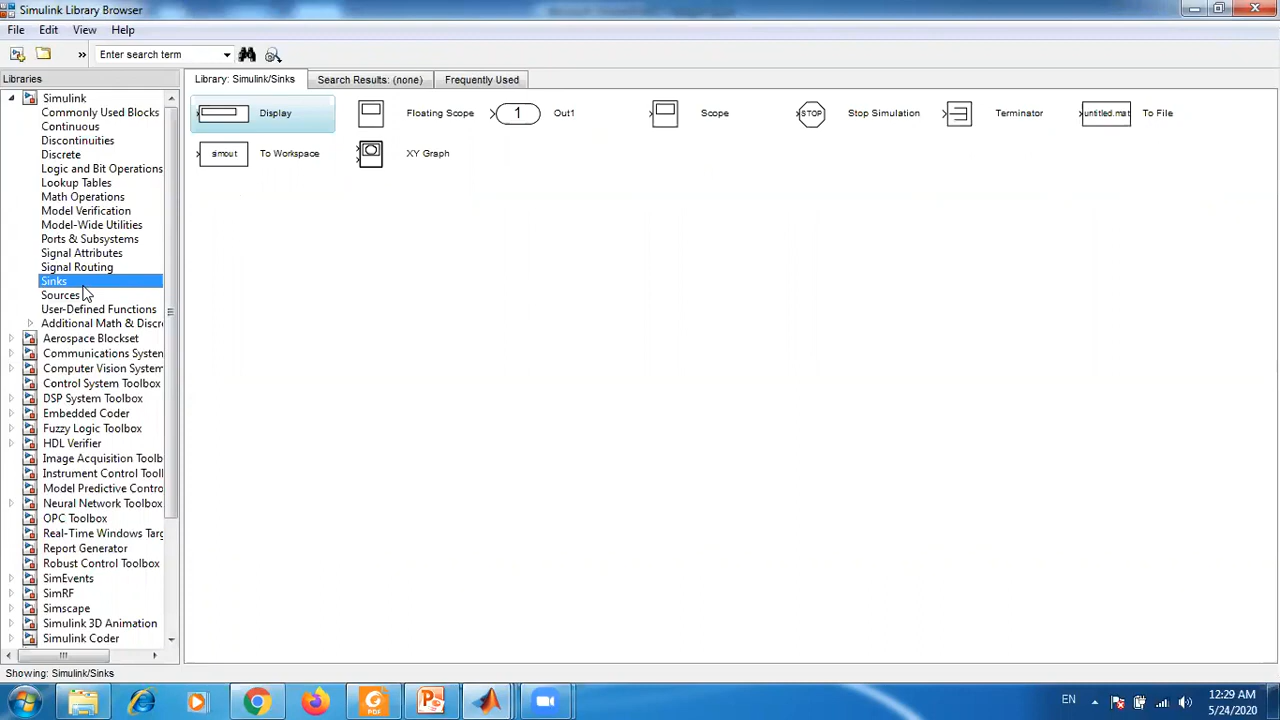 Simulink Library Browser
File Edit View Help
» Enter search term
Libraries
Library: Simulink/Sinks Search Results: (none) Frequently Used
Simulink
Commonly Used Blocks
Continuous
Discontinuities
Discrete
Logic and Bit Operations
Lookup Tables
Math Operations
Model Verification
Model-Wide Utilities
Ports & Subsystems
Signal Attributes
Signal Routing
Sinks
Sources
User-Defined Functions
Additional Math & Discre
Aerospace Blockset
Communications System
Computer Vision System
Control System Toolbox
DSP System Toolbox
Embedded Coder
Fuzzy Logic Toolbox
HDL Verifier
Image Acquisition Toolb
Instrument Control Tool
Model Predictive Contro
Neural Network Toolbox
OPC Toolbox
Real-Time Windows Targ
Report Generator
Robust Control Toolbox
SimEvents
SimRF
Simscape
Simulink 3D Animation
Simulink Coder
Display Floating Scope 1 Out1 Scope STOP Stop Simulation Terminator untitled.mat To File
simout To Workspace XY Graph
Showing: Simulink/Sinks
PDF
EN
12:29 AM
5/24/2020